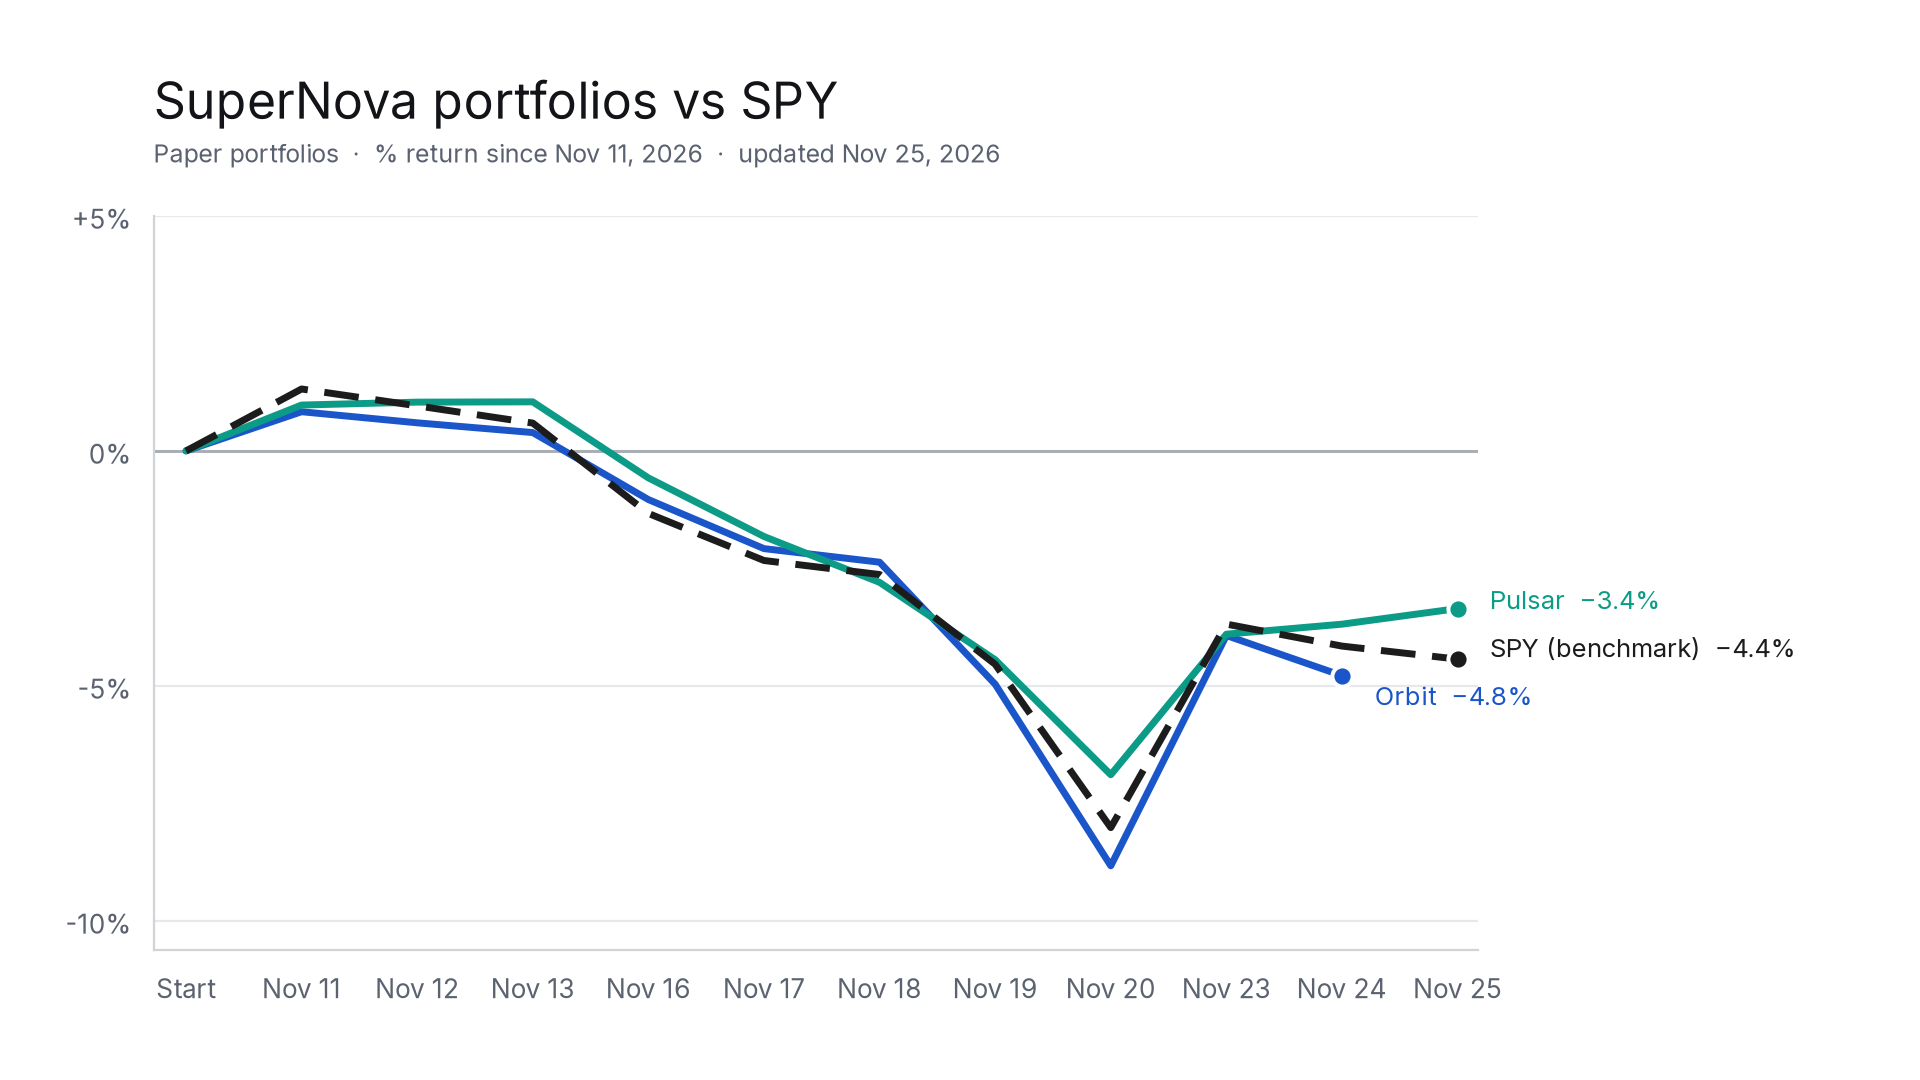 SuperNova portfolios vs SPY
Paper portfolios · % return since Nov 11, 2026 · updated Nov 25, 2026
+5%
0%
-5%
-10%
Pulsar −3.4%
SPY (benchmark) −4.4%
Orbit −4.8%
Start Nov 11 Nov 12 Nov 13 Nov 16 Nov 17 Nov 18 Nov 19 Nov 20 Nov 23 Nov 24 Nov 25